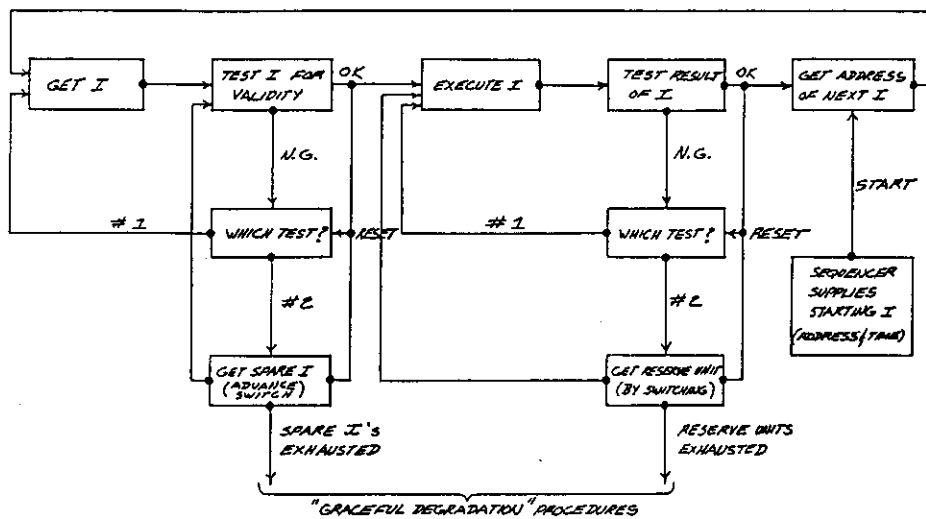 GET I
TEST I FOR
VALIDITY
OK
EXECUTE I
TEST RESULT
OF I
OK
GET ADDRESS
OF NEXT I
N.G.
N.G.
START
#1
WHICH TEST?
RESET
#1
WHICH TEST?
RESET
SEQUENCER
SUPPLIES
STARTING I
(ADDRESS/TIME)
#2
#2
GET SPARE I
(ADVANCE
SWITCH)
GET RESERVE UNIT
(BY SWITCHING)
SPARE I'S
EXHAUSTED
RESERVE UNITS
EXHAUSTED
"GRACEFUL DEGRADATION" PROCEDURES